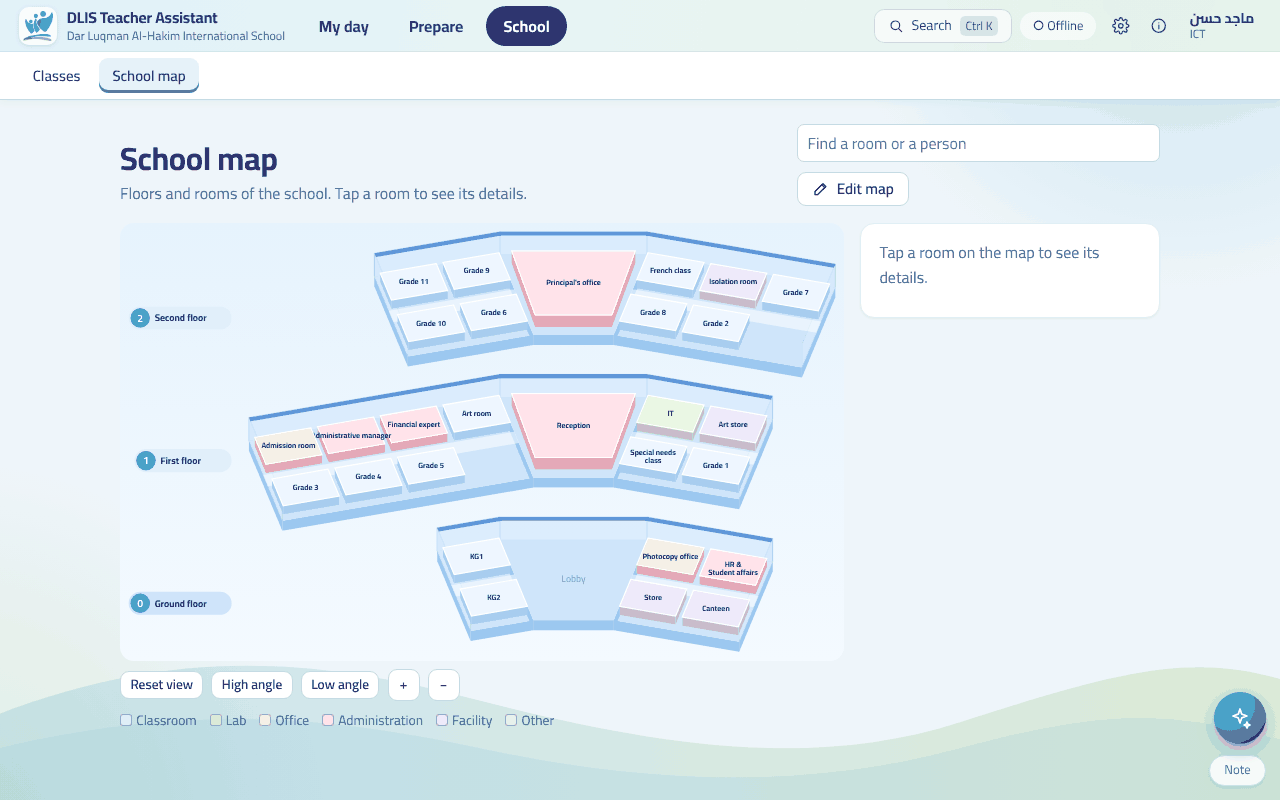 DLIS Teacher Assistant
Dar Luqman Al-Hakim International School
My day
Prepare
School
Search
Ctrl K
Offline
ماجد حسن
ICT
Classes
School map
School map
Floors and rooms of the school. Tap a room to see its details.
Find a room or a person
Edit map
Tap a room on the map to see its
details.
2
Second floor
Grade 11
Grade 9
Principal's office
French class
Isolation room
Grade 7
Grade 10
Grade 6
Grade 8
Grade 2
1
First floor
Admission room
dministrative manager
Financial expert
Art room
Reception
IT
Art store
Grade 3
Grade 4
Grade 5
Special needs
class
Grade 1
0
Ground floor
KG1
Lobby
Photocopy office
HR &
Student affairs
KG2
Store
Canteen
Reset view
High angle
Low angle
+
−
Classroom
Lab
Office
Administration
Facility
Other
Note